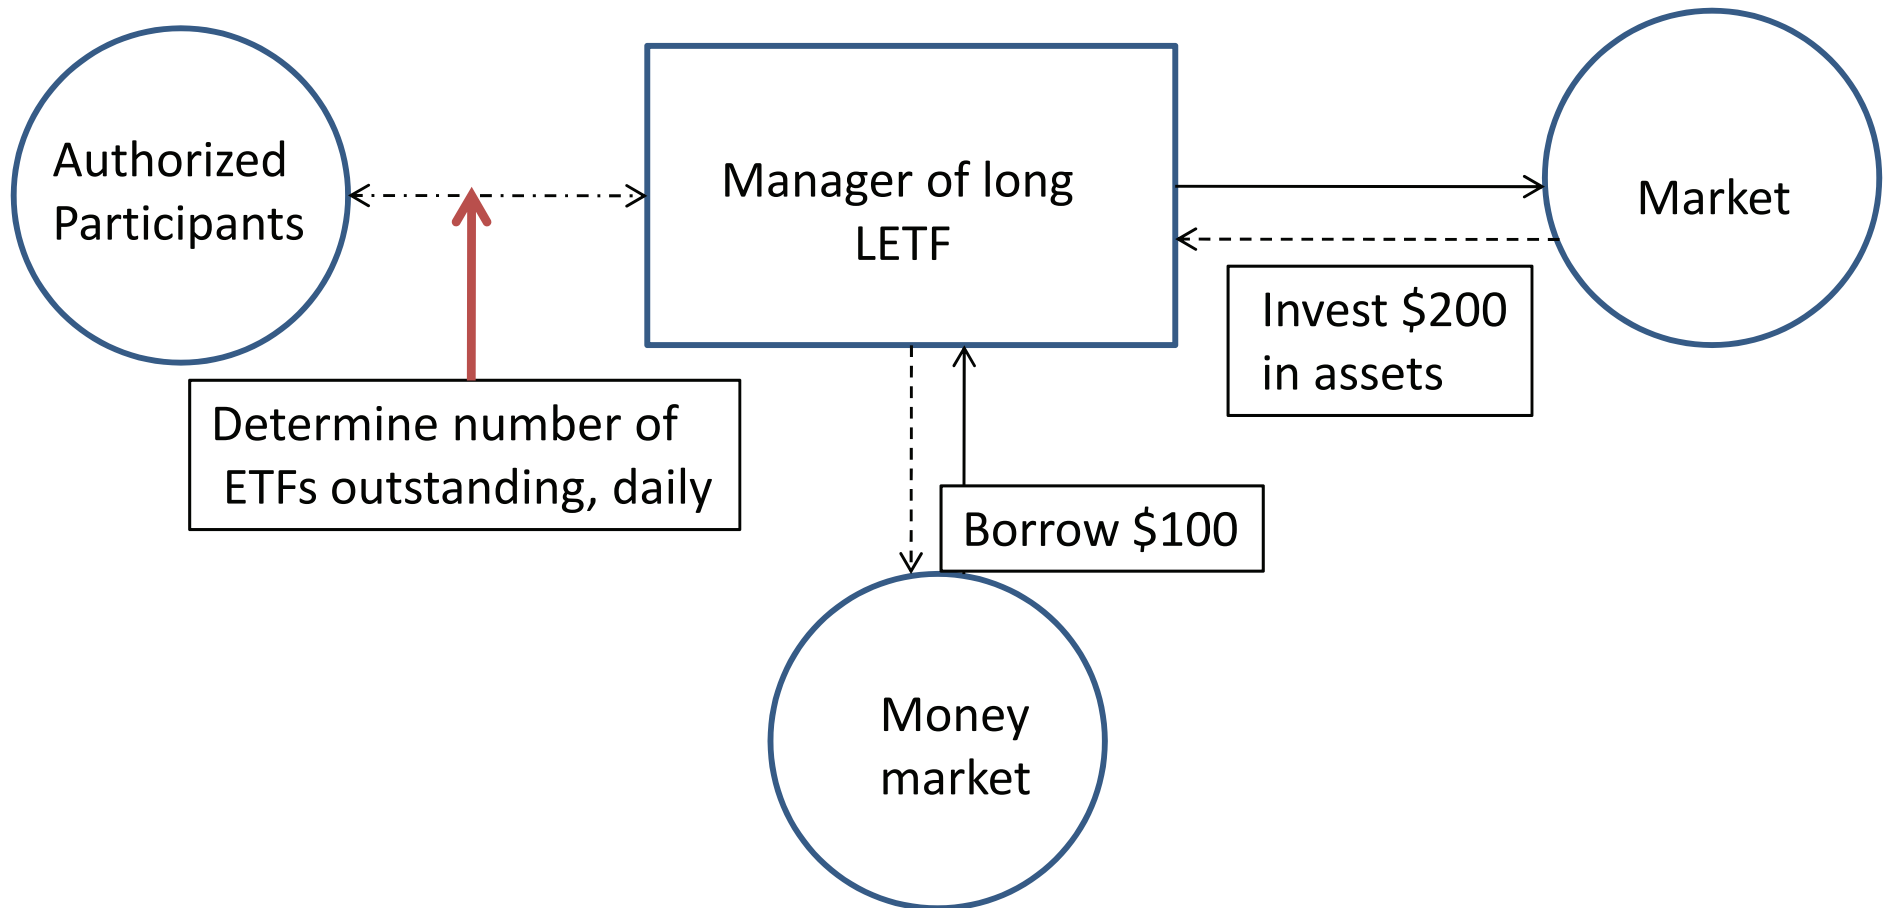 Authorized
Participants
Manager of long
LETF
Market
Invest $200
in assets
Determine number of
ETFs outstanding, daily
Borrow $100
Money
market